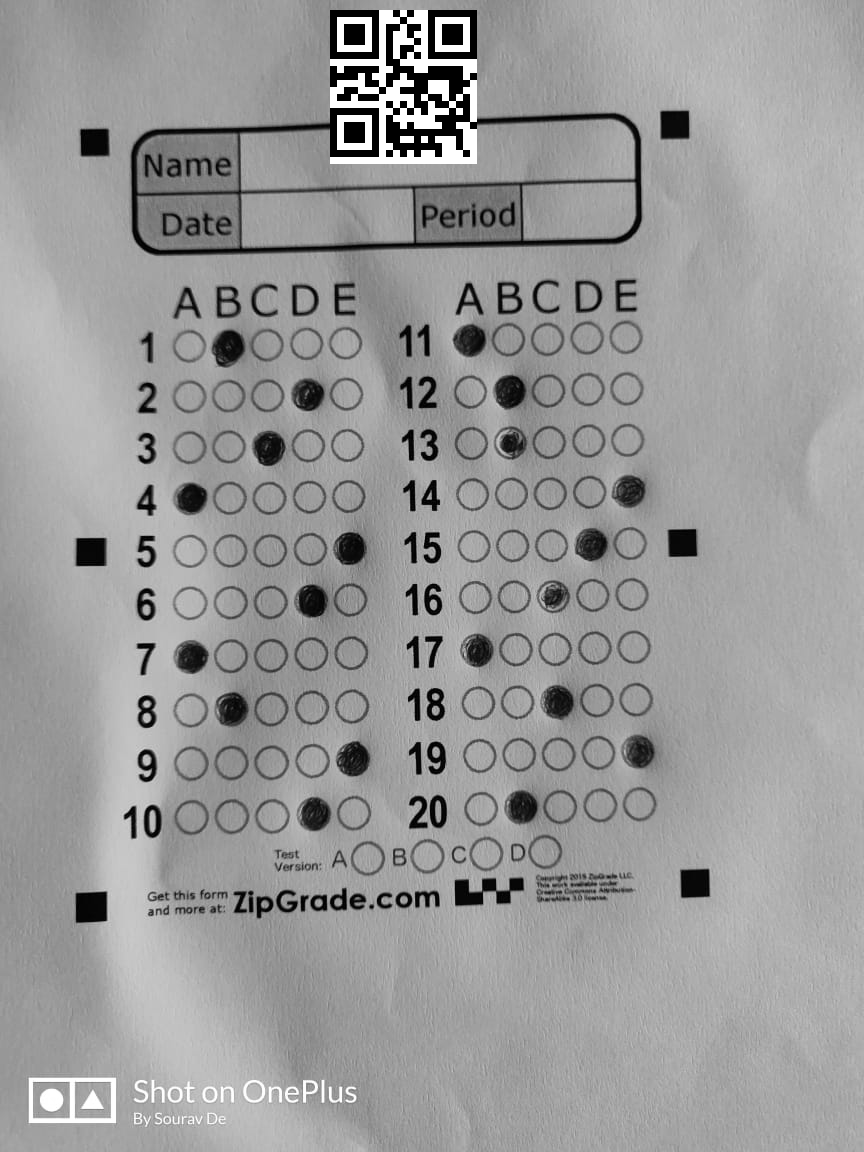 Name
Date Period
A B C D E A B C D E
1 11
2 12
3 13
4 14
5 15
6 16
7 17
8 18
9 19
10 20
Test
Version: A B C D
Get this form
and more at: ZipGrade.com
Copyright 2015 ZipGrade LLC.
This work available under
Creative Commons Attribution-
ShareAlike 3.0 license.
Shot on OnePlus
By Sourav De